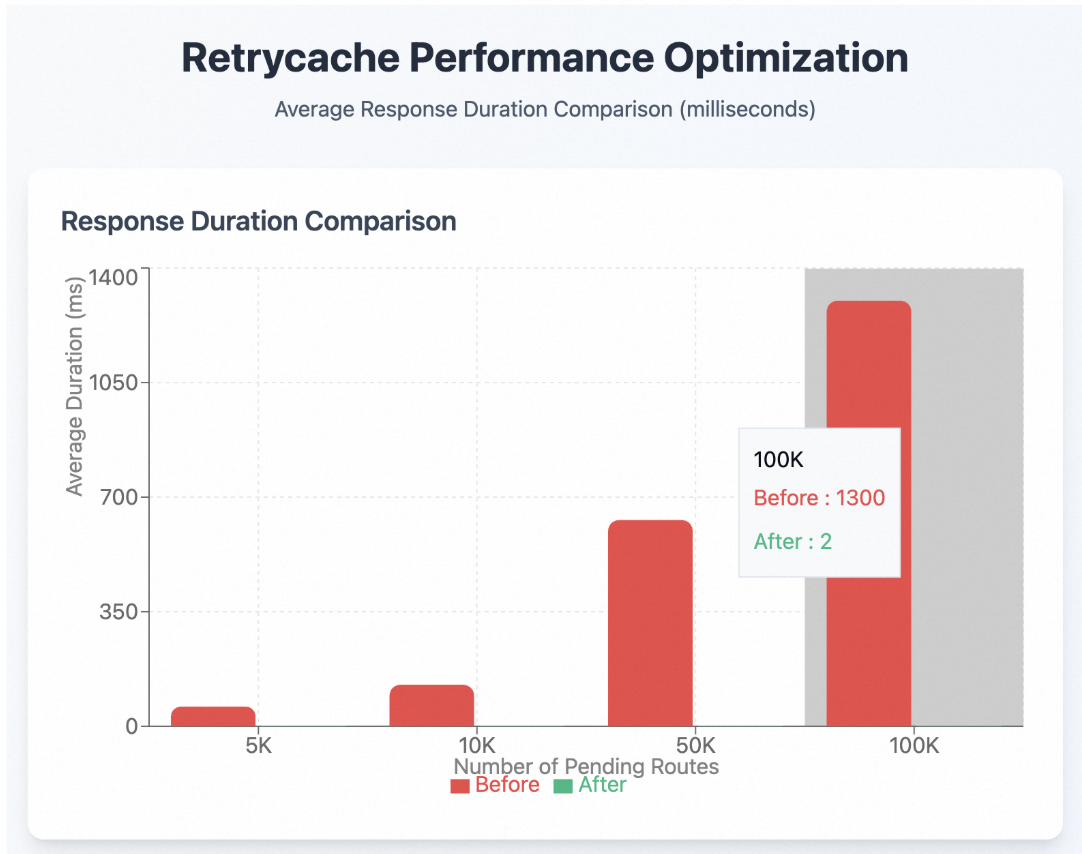 Retrycache Performance Optimization
Average Response Duration Comparison (milliseconds)
Response Duration Comparison
Average Duration (ms)
1400
1050
700
350
0
100K
Before : 1300
After : 2
5K
10K
50K
100K
Number of Pending Routes
Before
After